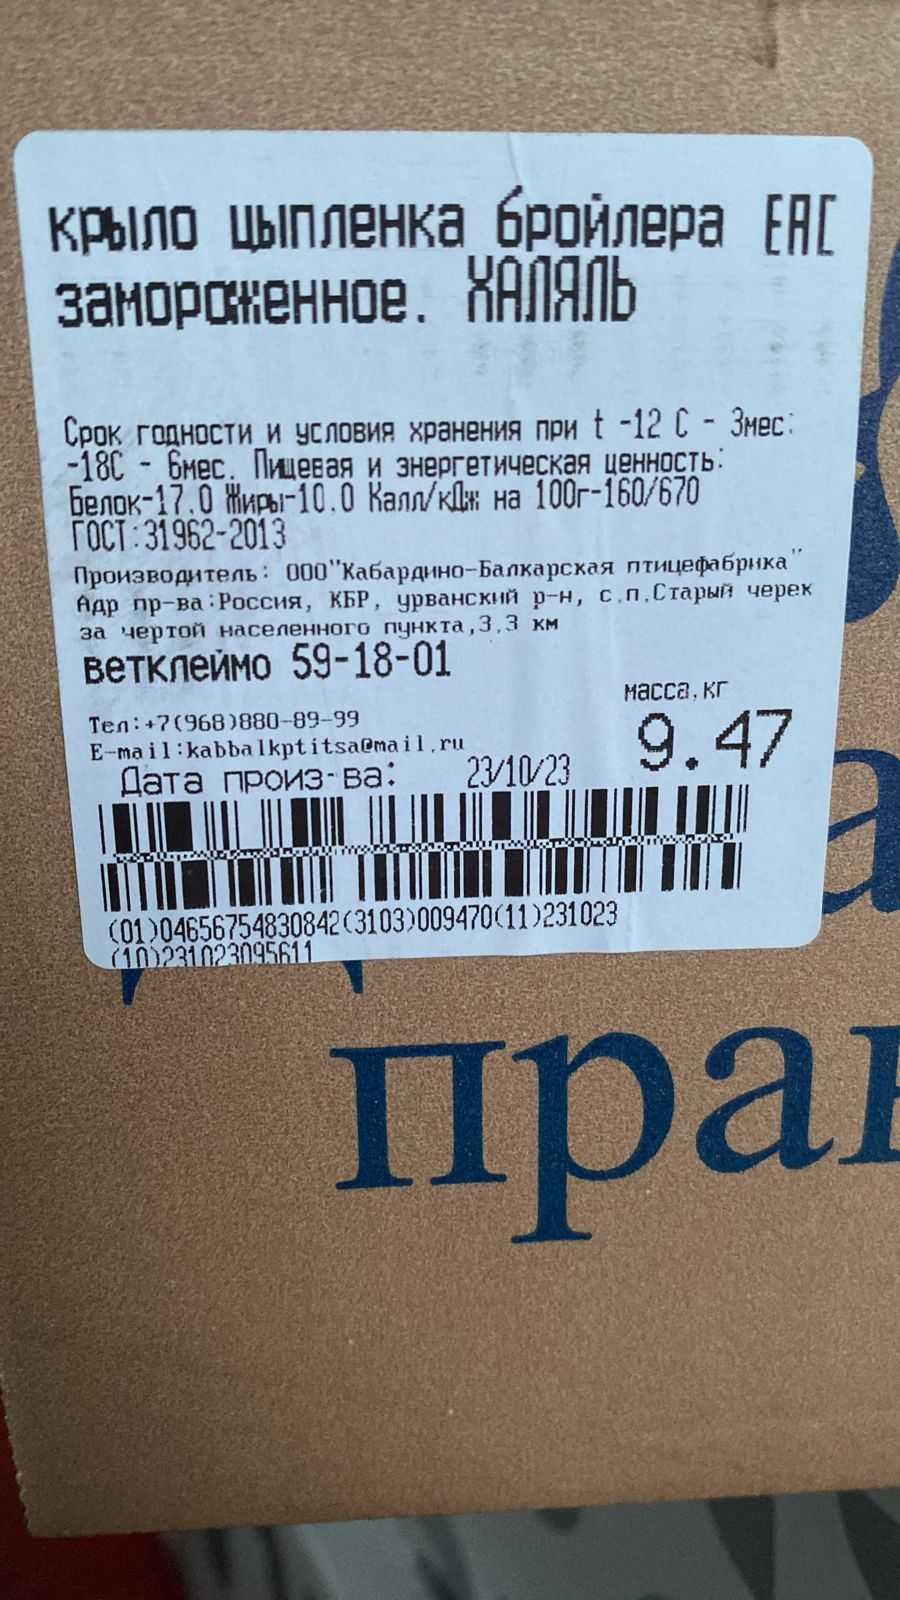 крыло цыпленка бройлера EAC
замороженное. ХАЛЯЛЬ
Срок годности и условия хранения при t -12 С - 3мес:
-18С - 6мес. Пищевая и энергетическая ценность:
Белок-17.0 Жиры-10.0 Калл/кДж на 100г-160/670
ГОСТ:31962-2013
Производитель: ООО"Кабардино-Балкарская птицефабрика"
Адр пр-ва:Россия, КБР, урванский р-н, с.п.Старый черек
за чертой населенного пункта,3,3 км
ветклеймо 59-18-01
масса,кг
9.47
Тел:+7(968)880-89-99
E-mail:kabbalkptitsa@mail.ru
Дата произ-ва: 23/10/23
(01)04656754830842(3103)009470(11)231023
(10)231023095611